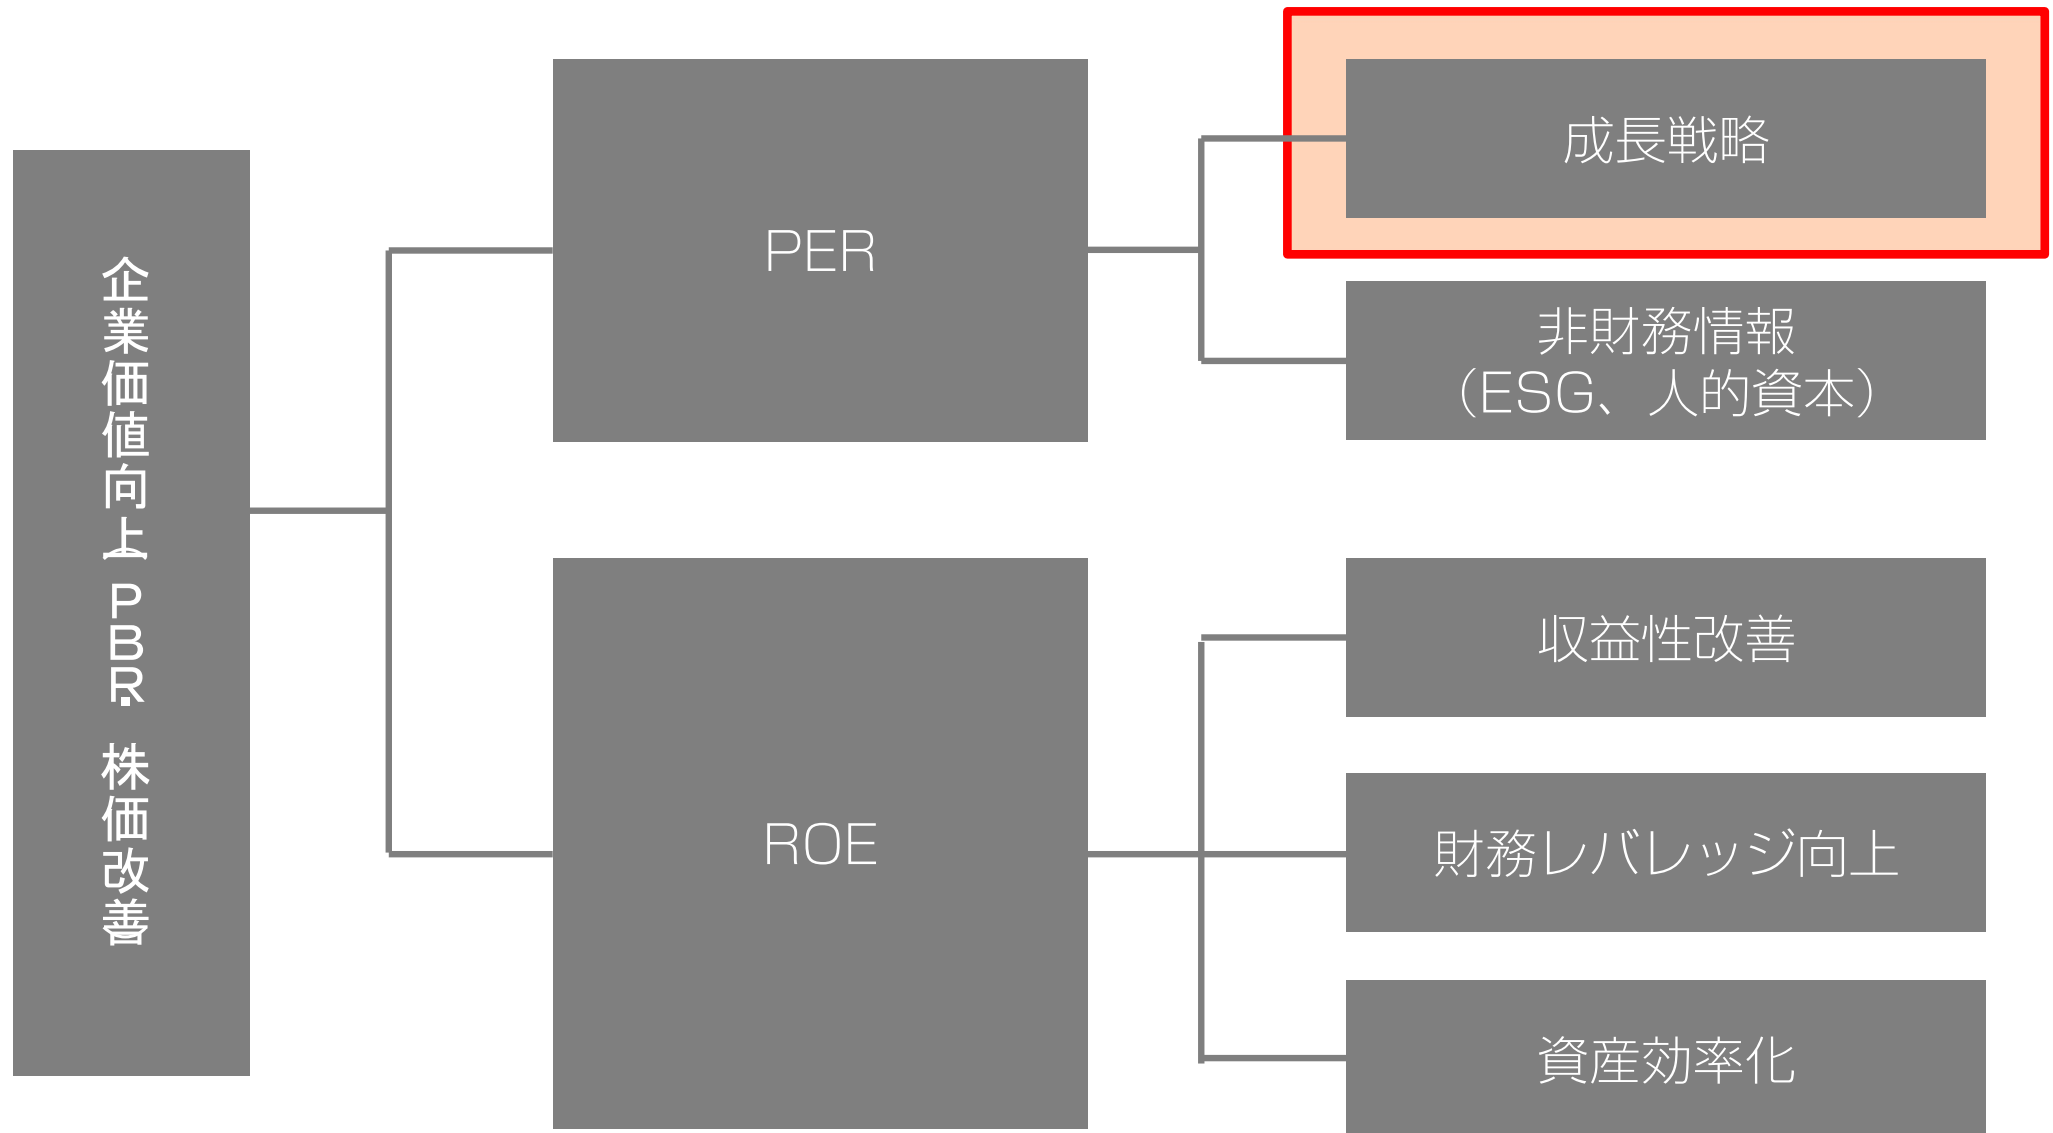 企業価値向上（PBR・株価改善）
PER
成長戦略
非財務情報
（ESG、人的資本）
ROE
収益性改善
財務レバレッジ向上
資産効率化